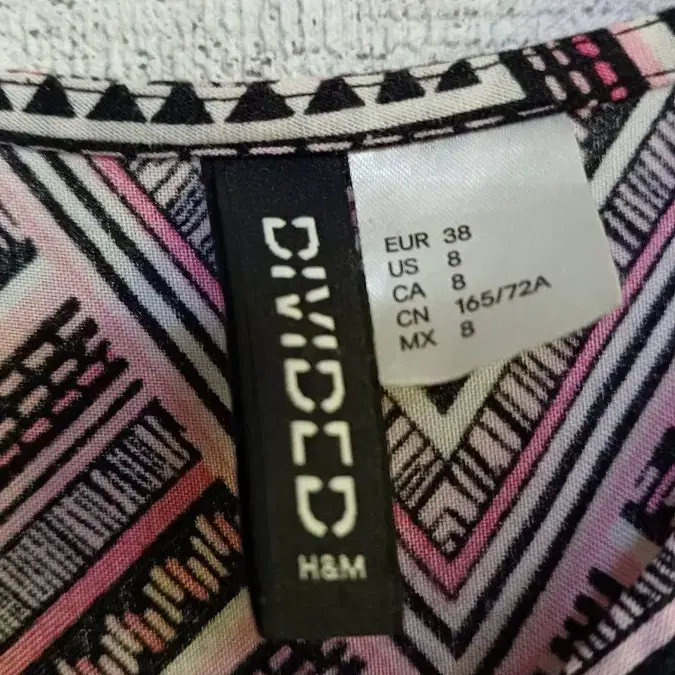 DIVIDED
H&M
EUR 38
US 8
CA 8
CN 165/72A
MX 8